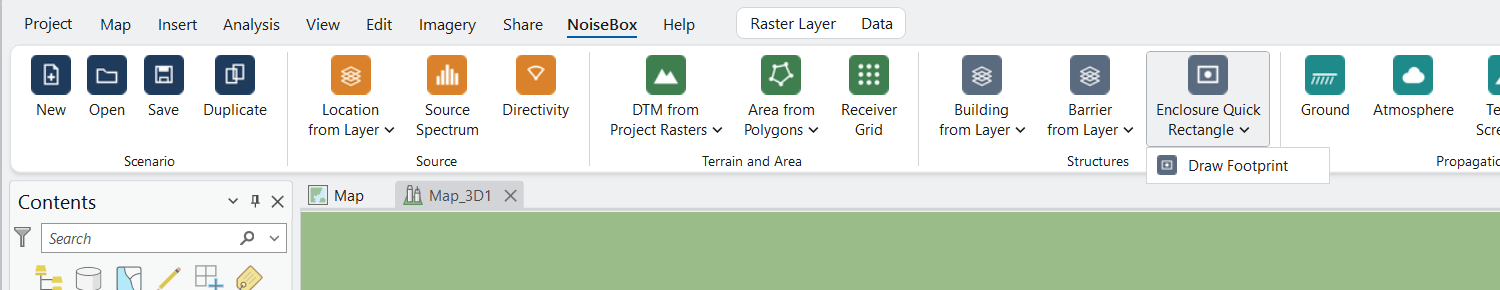 Project Map Insert Analysis View Edit Imagery Share NoiseBox Help Raster Layer Data
New Open Save Duplicate
Location from Layer
Source Spectrum
Directivity
DTM from Project Rasters
Area from Polygons
Receiver Grid
Building from Layer
Barrier from Layer
Enclosure Quick Rectangle
Ground
Atmosphere
Scenario Source Terrain and Area Structures
Draw Footprint
Contents
Map Map_3D1
Search